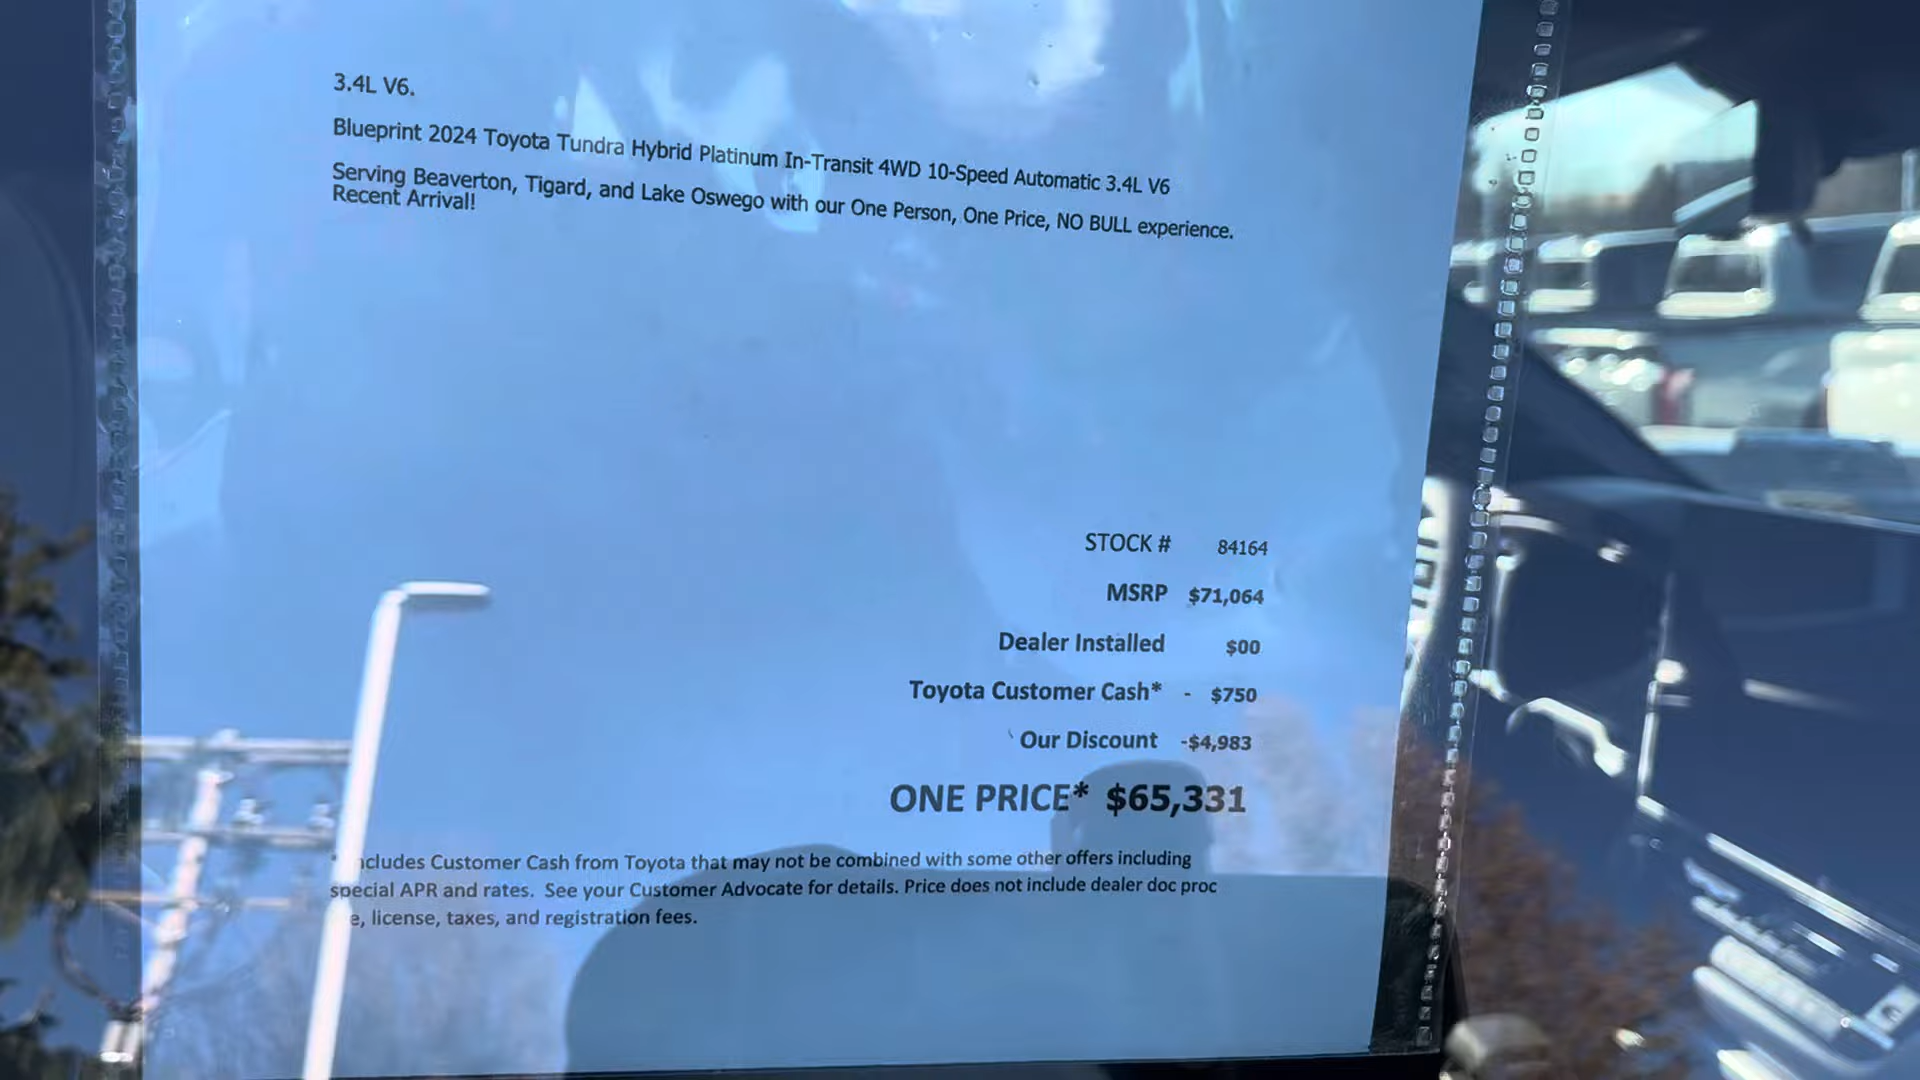 3.4L V6.
Blueprint 2024 Toyota Tundra Hybrid Platinum In-Transit 4WD 10-Speed Automatic 3.4L V6
Serving Beaverton, Tigard, and Lake Oswego with our One Person, One Price, NO BULL experience.
Recent Arrival!
STOCK # 84164
MSRP $71,064
Dealer Installed $00
Toyota Customer Cash* - $750
Our Discount -$4,983
ONE PRICE* $65,331
cludes Customer Cash from Toyota that may not be combined with some other offers including
special APR and rates. See your Customer Advocate for details. Price does not include dealer doc proc
e, license, taxes, and registration fees.